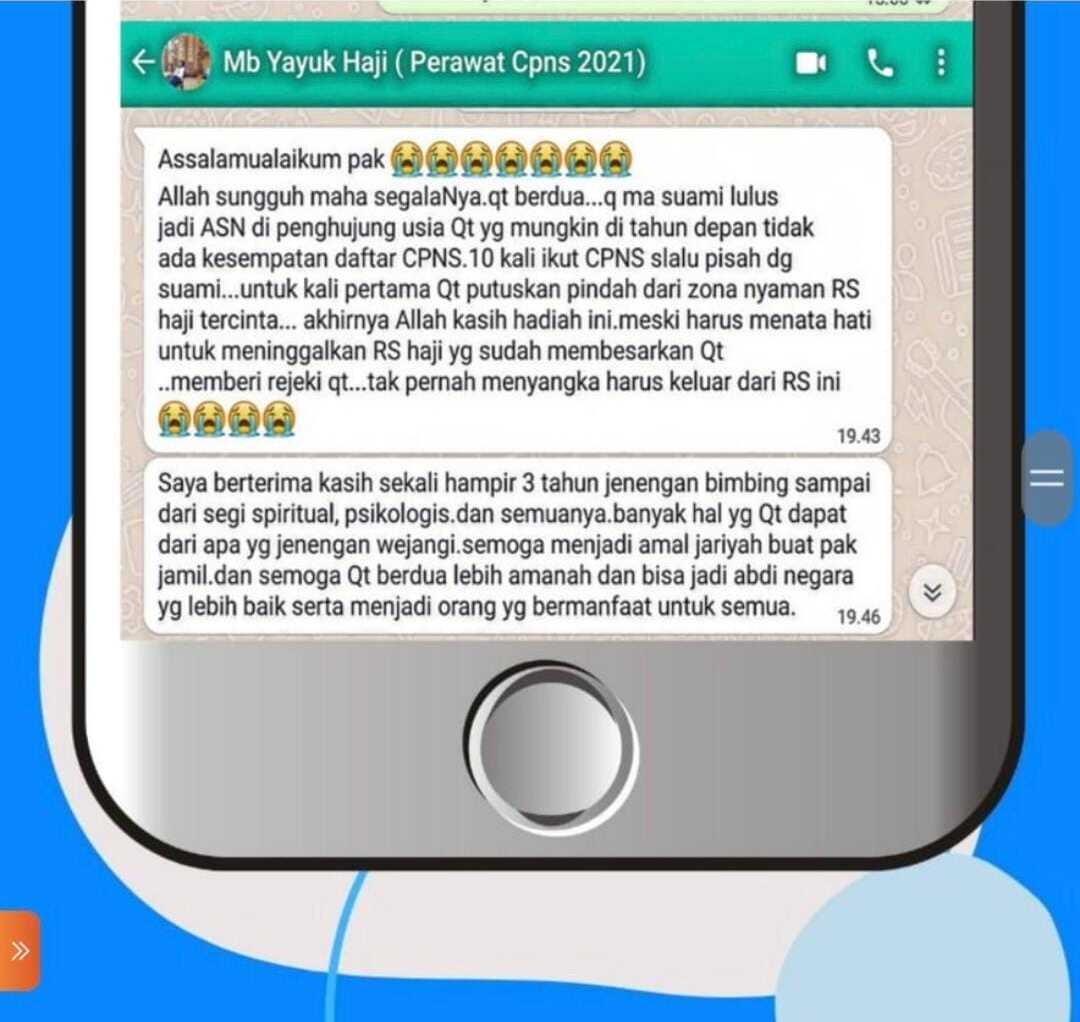 Mb Yayuk Haji ( Perawat Cpns 2021)
Assalamualaikum pak 😭😭😭😭😭😭😭
Allah sungguh maha segalaNya.qt berdua...q ma suami lulus
jadi ASN di penghujung usia Qt yg mungkin di tahun depan tidak
ada kesempatan daftar CPNS.10 kali ikut CPNS slalu pisah dg
suami...untuk kali pertama Qt putuskan pindah dari zona nyaman RS
haji tercinta... akhirnya Allah kasih hadiah ini.meski harus menata hati
untuk meninggalkan RS haji yg sudah membesarkan Qt
..memberi rejeki qt...tak pernah menyangka harus keluar dari RS ini
😭😭😭😭
19.43
Saya berterima kasih sekali hampir 3 tahun jenengan bimbing sampai
dari segi spiritual, psikologis.dan semuanya.banyak hal yg Qt dapat
dari apa yg jenengan wejangi.semoga menjadi amal jariyah buat pak
jamil.dan semoga Qt berdua lebih amanah dan bisa jadi abdi negara
yg lebih baik serta menjadi orang yg bermanfaat untuk semua.
19.46